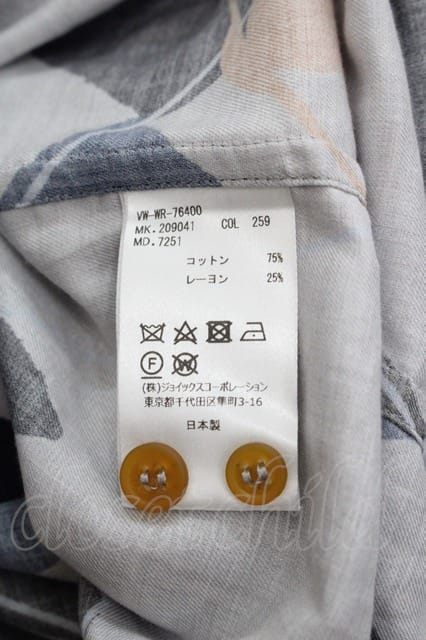 VW-WR-76400
MK. 209041 COL 259
MD. 7251
コットン 75%
レーヨン 25%
F W
(株)ジョイックスコーポレーション
東京都千代田区隼町3-16
日本製
closetchild